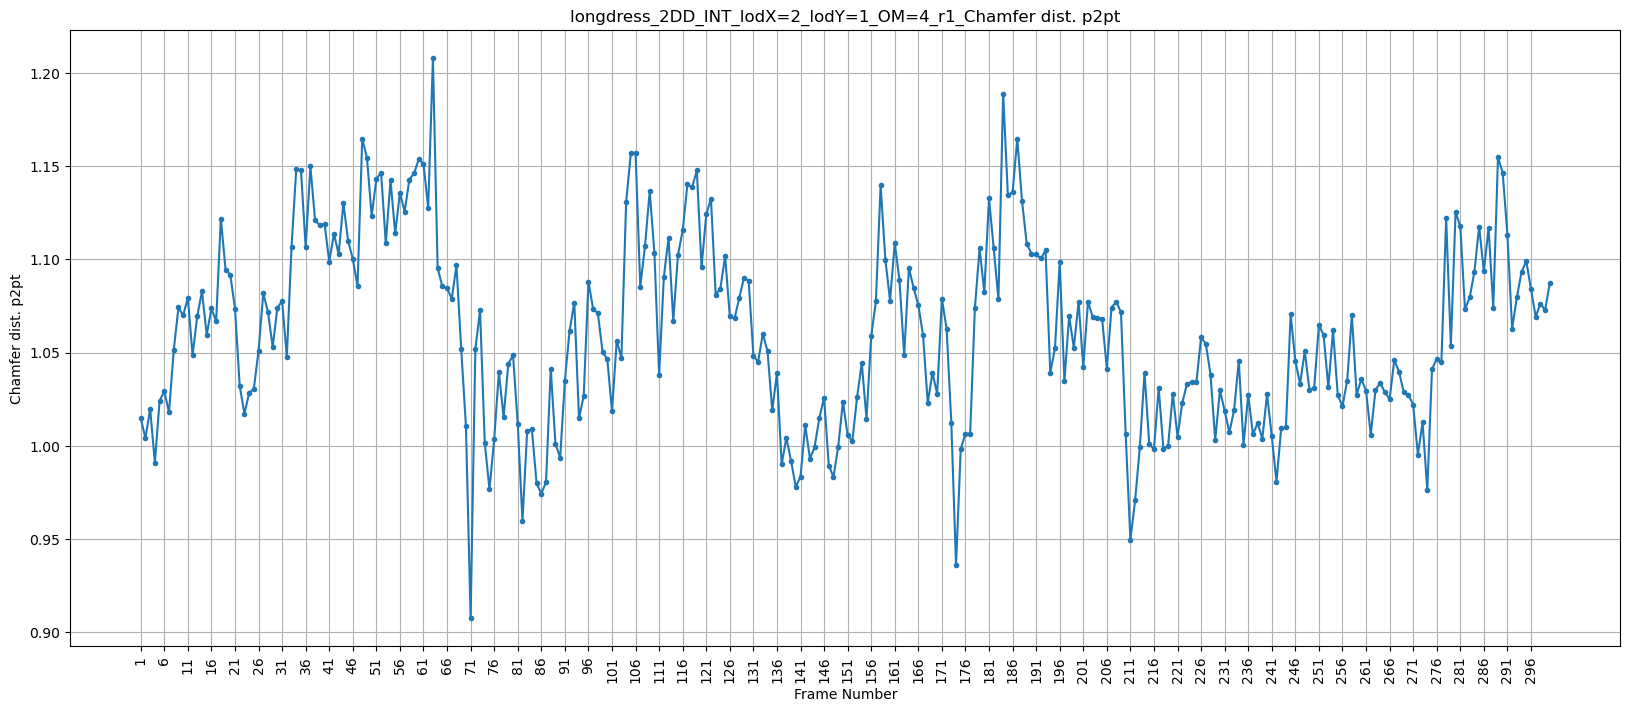 longdress_2DD_INT_lodX=2_lodY=1_OM=4_r1_Chamfer dist. p2pt
Chamfer dist. p2pt
1.20
1.15
1.10
1.05
1.00
0.95
0.90
1 6 11 16 21 26 31 36 41 46 51 56 61 66 71 76 81 86 91 96 101 106 111 116 121 126 131 136 141 146 151 156 161 166 171 176 181 186 191 196 201 206 211 216 221 226 231 236 241 246 251 256 261 266 271 276 281 286 291 296
Frame Number